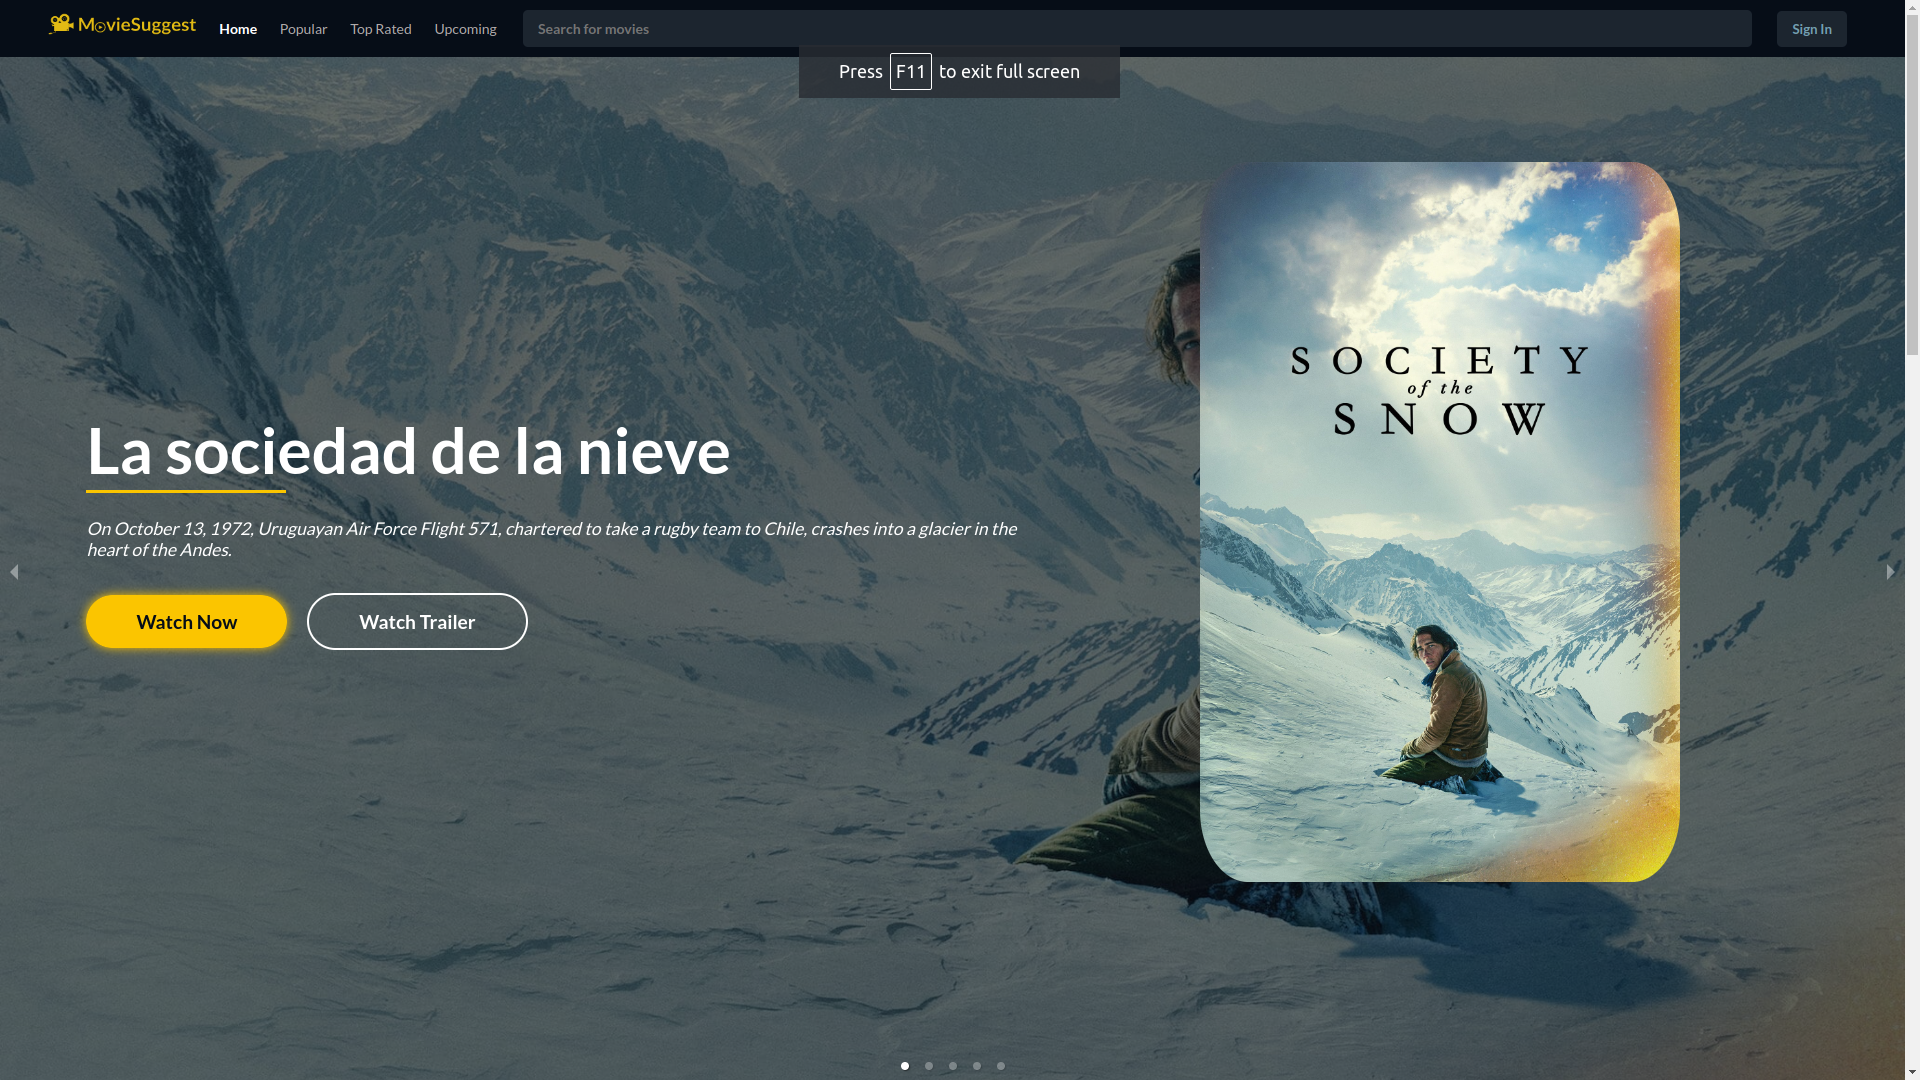 MovieSuggest
Home
Popular
Top Rated
Upcoming
Search for movies
Sign In
Press F11 to exit full screen
SOCIETY
of the
SNOW
La sociedad de la nieve
On October 13, 1972, Uruguayan Air Force Flight 571, chartered to take a rugby team to Chile, crashes into a glacier in the
heart of the Andes.
Watch Now
Watch Trailer